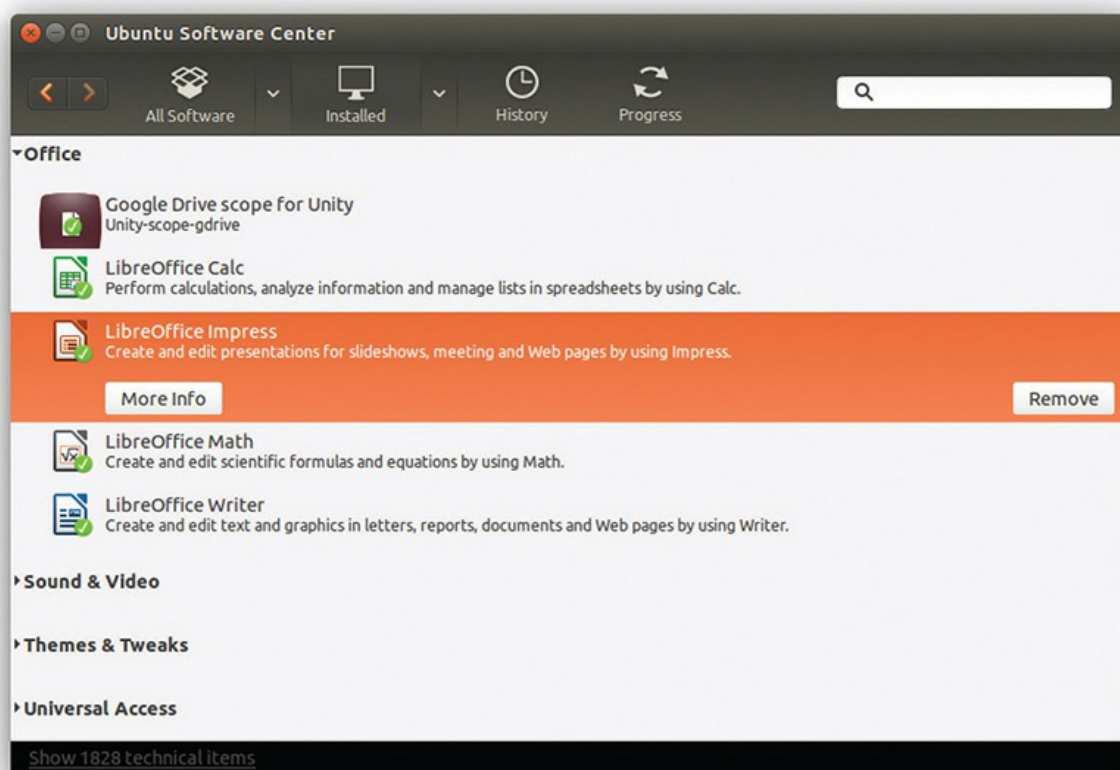 Ubuntu Software Center
All Software
Installed
History
Progress
Office
Google Drive scope for Unity
Unity-scope-gdrive
LibreOffice Calc
Perform calculations, analyze information and manage lists in spreadsheets by using Calc.
LibreOffice Impress
Create and edit presentations for slideshows, meeting and Web pages by using Impress.
More Info
Remove
LibreOffice Math
Create and edit scientific formulas and equations by using Math.
LibreOffice Writer
Create and edit text and graphics in letters, reports, documents and Web pages by using Writer.
Sound & Video
Themes & Tweaks
Universal Access
Show 1828 technical items